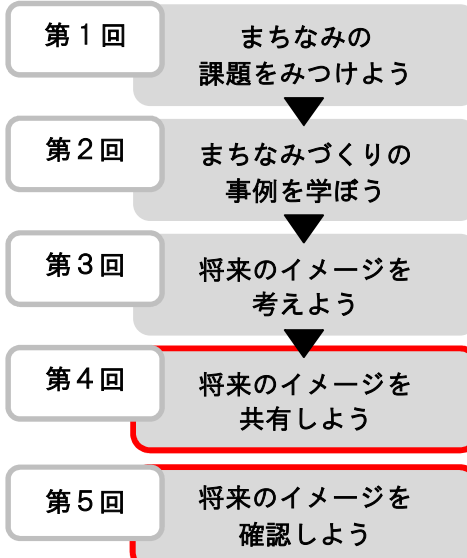 第１回
まちなみの
課題をみつけよう
第２回
まちなみづくりの
事例を学ぼう
第３回
将来のイメージを
考えよう
第４回
将来のイメージを
共有しよう
第５回
将来のイメージを
確認しよう